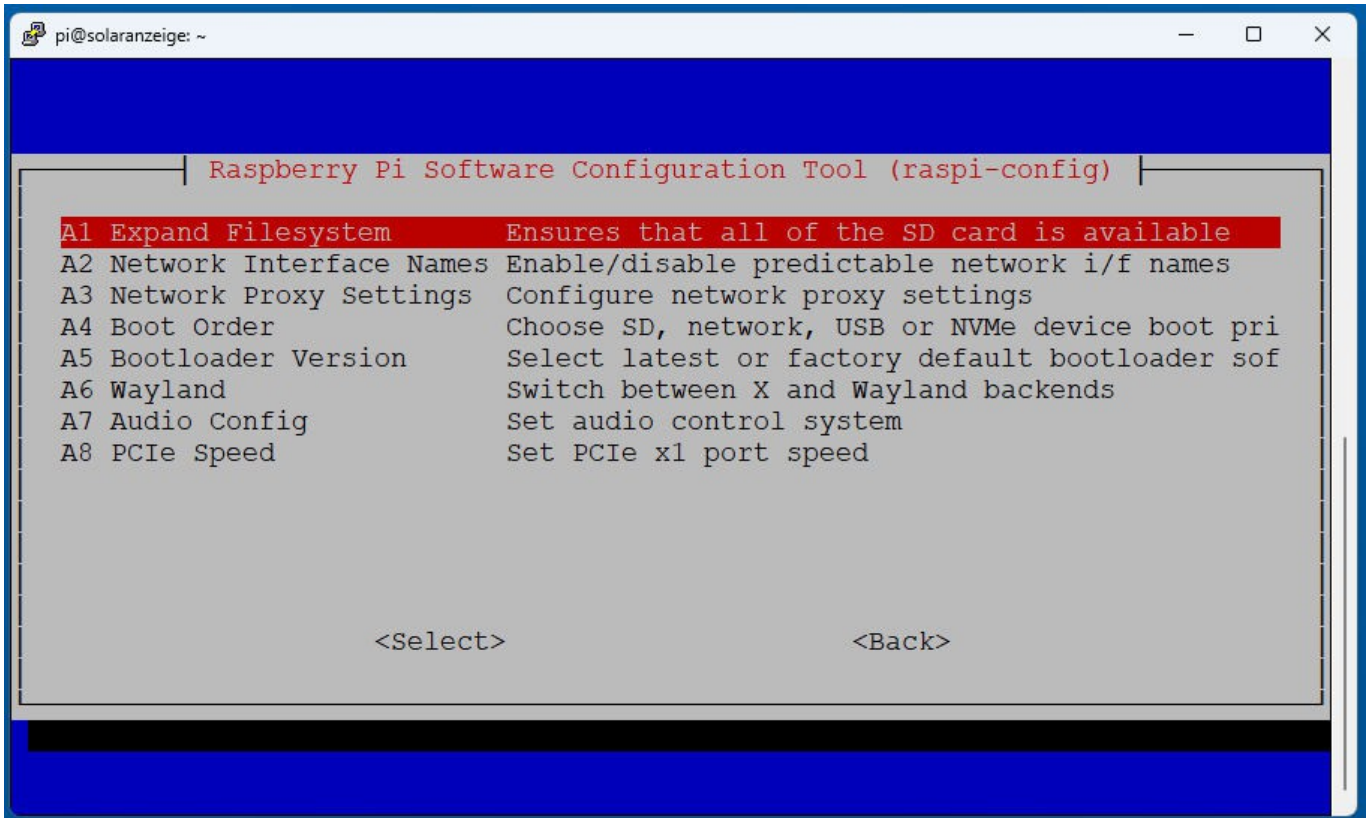 pi@solaranzeige: ~
Raspberry Pi Software Configuration Tool (raspi-config)
A1 Expand Filesystem Ensures that all of the SD card is available
A2 Network Interface Names Enable/disable predictable network i/f names
A3 Network Proxy Settings Configure network proxy settings
A4 Boot Order Choose SD, network, USB or NVMe device boot pri
A5 Bootloader Version Select latest or factory default bootloader sof
A6 Wayland Switch between X and Wayland backends
A7 Audio Config Set audio control system
A8 PCIe Speed Set PCIe x1 port speed
<Select> <Back>